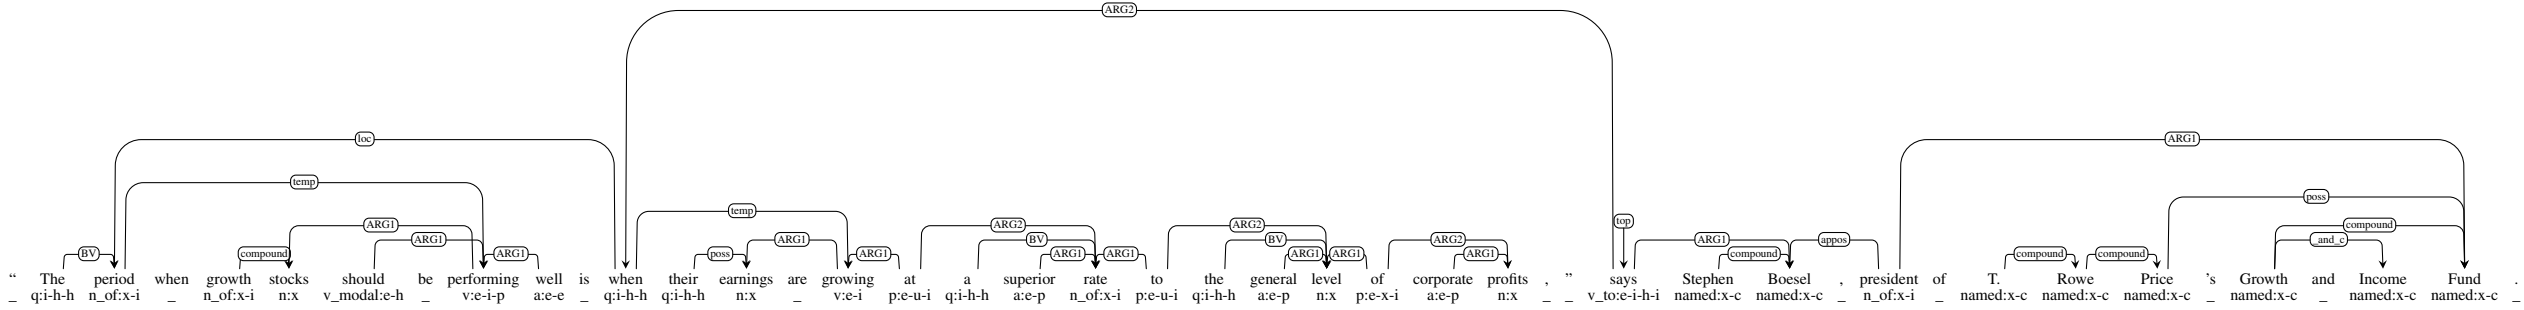 ARG2
loc ARG1
temp poss
temp ARG1 ARG2 ARG2 top compound
ARG1 BV BV ARG2 ARG1 appos _and_c
BV compound ARG1 poss ARG1 ARG1 ARG1 ARG1 ARG1 ARG1 ARG1 compound compound compound
“ The period when growth stocks should be performing well is when their earnings are growing at a superior rate to the general level of corporate profits , ” says Stephen Boesel , president of T. Rowe Price 's Growth and Income Fund .
_ q:i-h-h n_of:x-i _ n_of:x-i n:x v_modal:e-h _ v:e-i-p a:e-e _ q:i-h-h q:i-h-h n:x _ v:e-i p:e-u-i q:i-h-h a:e-p n_of:x-i p:e-u-i q:i-h-h a:e-p n:x p:e-x-i a:e-p n:x _ _ v_to:e-i-h-i named:x-c named:x-c _ n_of:x-i _ named:x-c named:x-c named:x-c _ named:x-c _ named:x-c named:x-c _